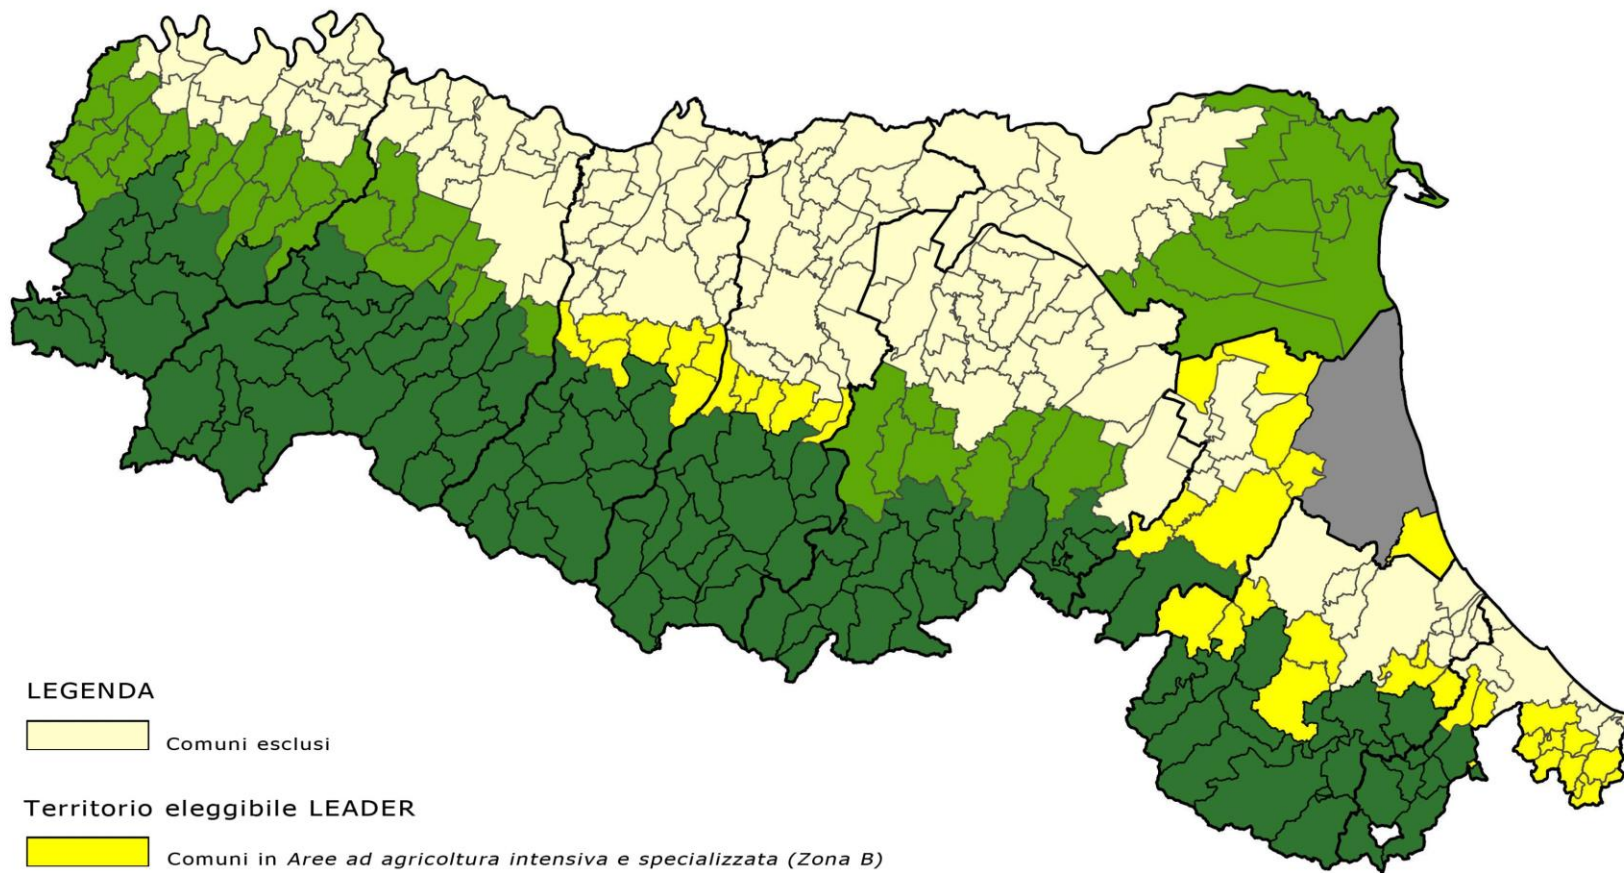 LEGENDA
Comuni esclusi
Territorio eleggibile LEADER
Comuni in Aree ad agricoltura intensiva e specializzata (Zona B)